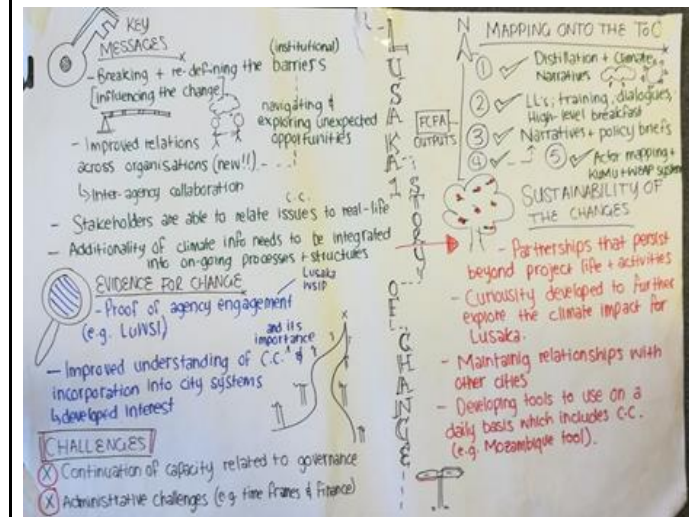 KEY
MESSAGES
(institutional)
- Breaking + re-defining the barriers
[influencing the change]
navigating &
exploring unexpected
opportunities
- Improved relations
across organisations (new!!)
↳ Inter-agency collaboration
c.c.
- Stakeholders are able to relate issues to real-life
- Additionality of climate info needs to be integrated
into on-going processes + structures
EVIDENCE FOR CHANGE
Lusaka
WSIP
- Proof of agency engagement
(e.g. LuWSI)
and its
importance
- Improved understanding of C.C. &
incorporation into city systems
↳ developed interest
CHALLENGES
X Continuation of capacity related to governance
X Administrative challenges (e.g time frames & Finance)
LUSAKA'S
STORY
OF
CHANGE
N
MAPPING ONTO THE ToC
FCFA
OUTPUTS
1 ✓ Distillation + Climate
Narratives
2 ✓ LL's; training, dialogues,
High-level breakfast
3 ✓ Narratives + policy briefs
4 ✓
5 ✓ Actor mapping +
KUMU + WEAP system
SUSTAINABILITY OF
THE CHANGES
- Partnerships that persist
beyond project life + activities
- Curiousity developed to further
explore the climate impact for
Lusaka.
- Maintainig relationships with
other cities
- Developing tools to use on a
daily basis which includes C.C.
(e.g. Mozambique tool).